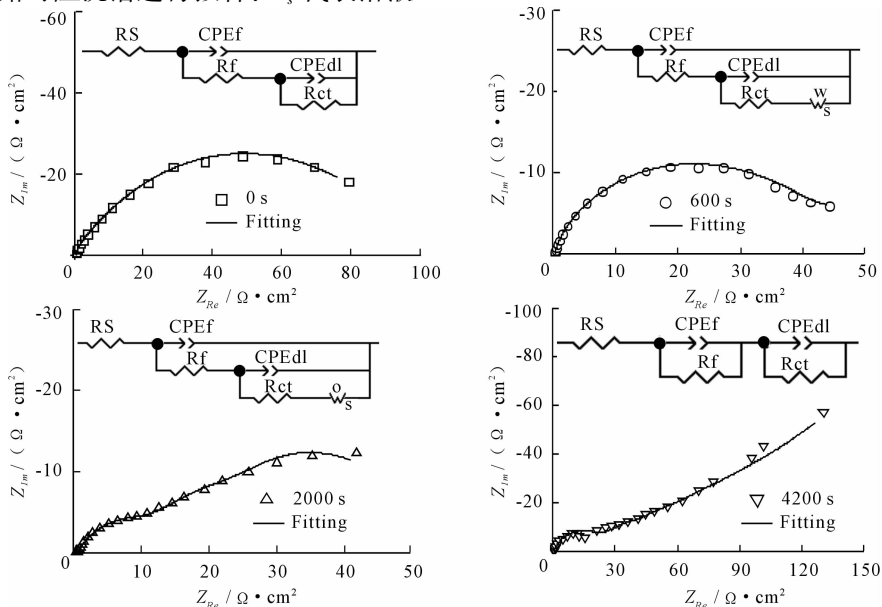 -60
RS
CPEf
Rf
CPEdl
Rct
-40
-20
Z_Im / ( Ω • cm²)
0 s
Fitting
0
20
40
60
80
100
Z_Re / Ω • cm²
-30
RS
CPEf
Rf
CPEdl
Rct
W
s
-20
-10
Z_Im / ( Ω • cm²)
600 s
Fitting
0
0
10
20
30
40
50
Z_Re / Ω • cm²
-30
RS
CPEf
Rf
CPEdl
Rct
o
s
-20
-10
Z_Im / ( Ω • cm²)
2000 s
Fitting
0
0
10
20
30
40
50
Z_Re / Ω • cm²
-100
RS
CPEf
Rf
CPEdl
Rct
-80
-60
-40
-20
Z_Im / ( Ω • cm²)
4200 s
Fitting
0
0
30
60
90
120
150
Z_Re / Ω • cm²